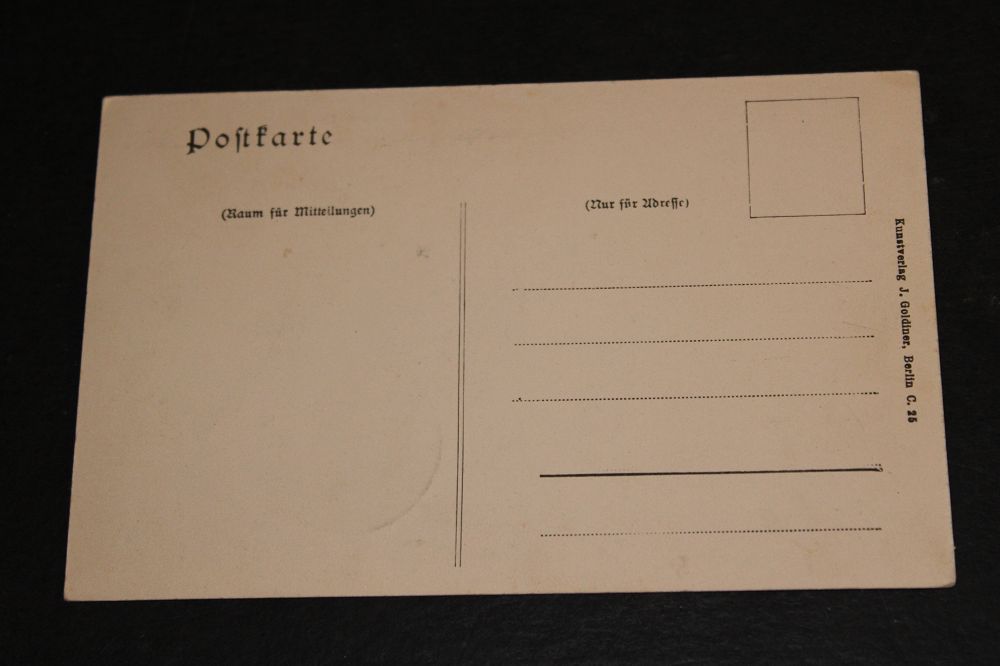 Poſtkarte
(Raum für Mitteilungen)
(Nur für Adreſſe)
Kunstverlag J. Goldiner, Berlin C. 25